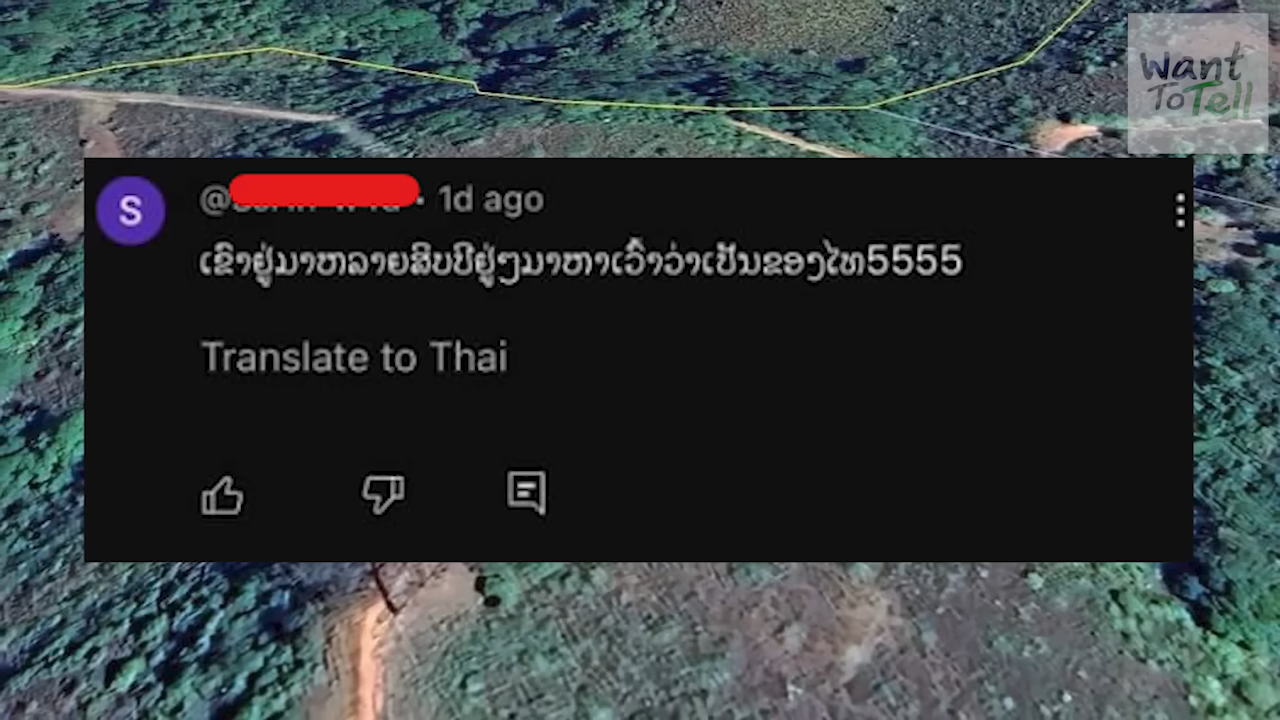 Want
To Tell
S
@ · 1d ago
ເຂົາຢູ່ມາຫລາຍສິບປີຢູ່ໆມາຫາເວົ້າວ່າເປັນຂອງໄທ5555
Translate to Thai